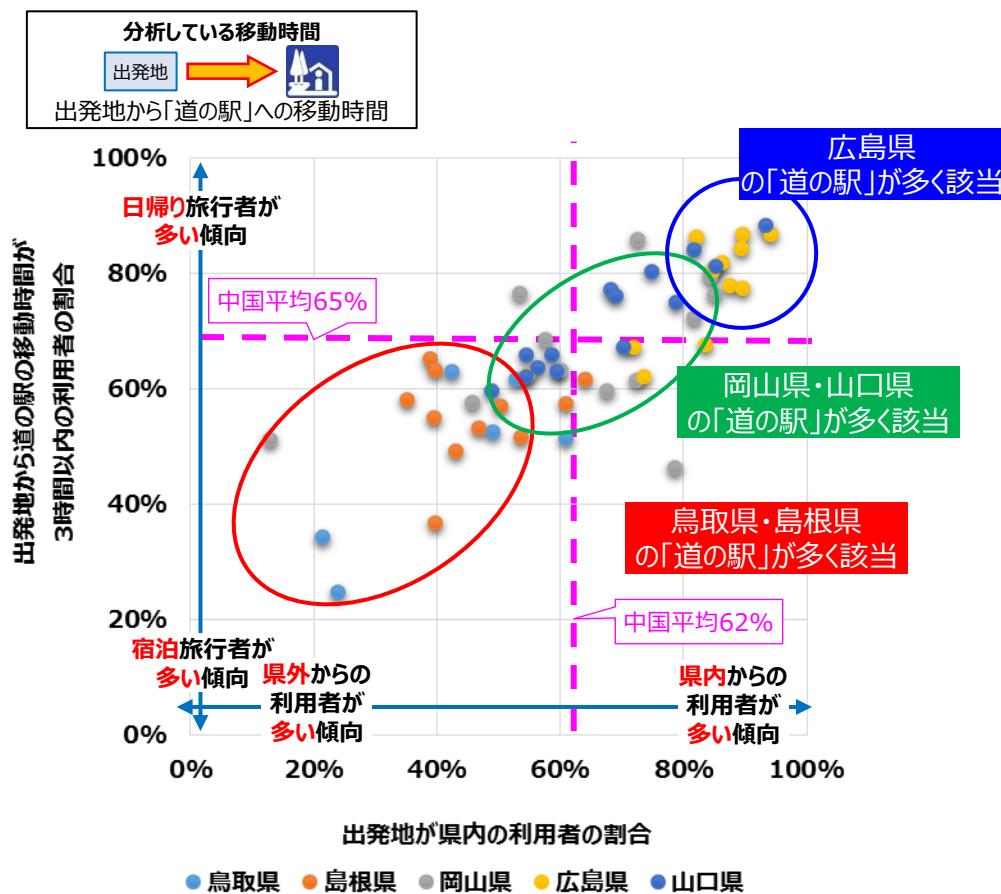 分析している移動時間
出発地
出発地から「道の駅」への移動時間
広島県
の「道の駅」が多く該当
100%
日帰り旅行者が
多い傾向
80%
中国平均65%
出発地から道の駅の移動時間が
3時間以内の利用者の割合
60%
岡山県・山口県
の「道の駅」が多く該当
40%
鳥取県・島根県
の「道の駅」が多く該当
20%
中国平均62%
宿泊旅行者が
多い傾向
県外からの
利用者が
多い傾向
県内からの
利用者が
多い傾向
0%
0%
20%
40%
60%
80%
100%
出発地が県内の利用者の割合
鳥取県
島根県
岡山県
広島県
山口県